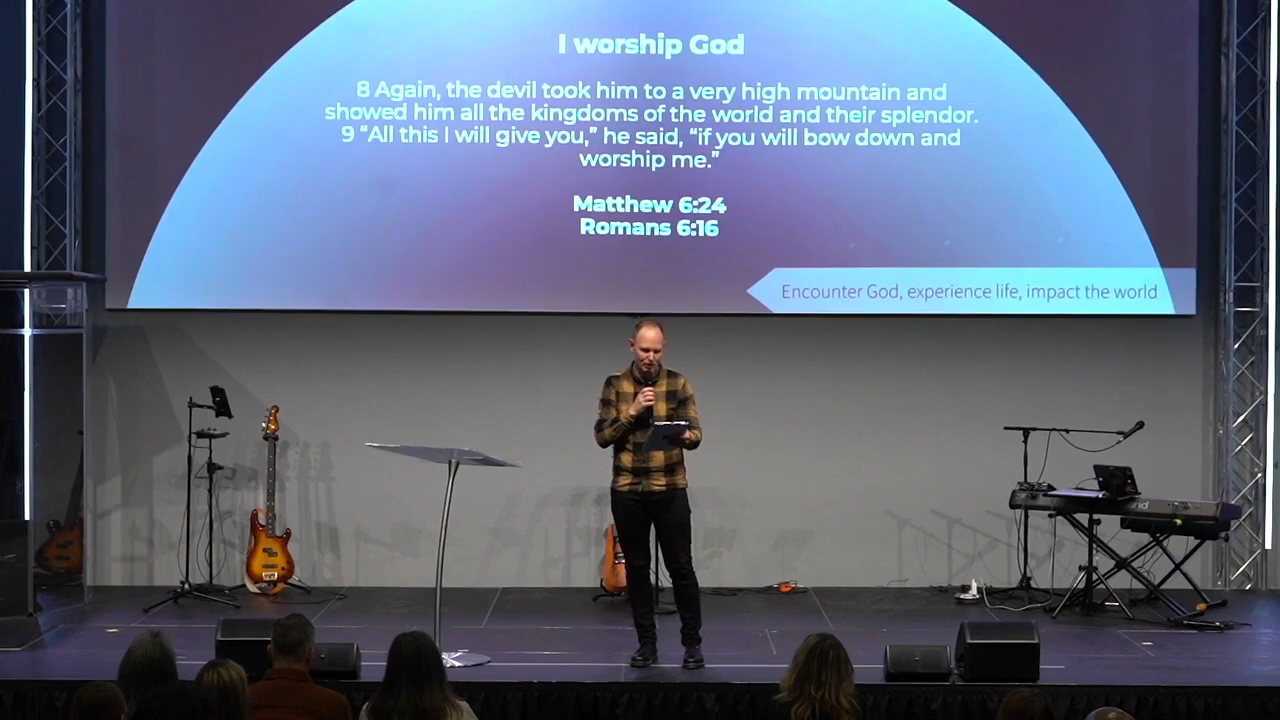 I worship God
8 Again, the devil took him to a very high mountain and
showed him all the kingdoms of the world and their splendor.
9 “All this I will give you,” he said, “if you will bow down and
worship me.”
Matthew 6:24
Romans 6:16
Encounter God, experience life, impact the world